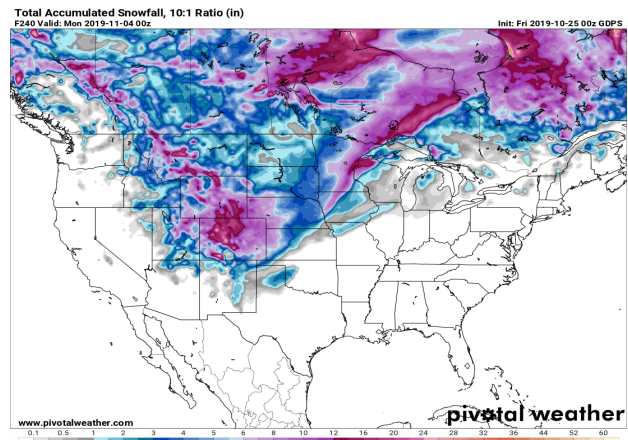 Total Accumulated Snowfall, 10:1 Ratio (in)
F240 Valid: Mon 2019-11-04 00z
Init: Fri 2019-10-25 00z GDPS
pivotal weather
www.pivotalweather.com
0.1 0.5 1 2 3 4 5 6 8 10 12 16 20 24 28 32 36 44 52 60